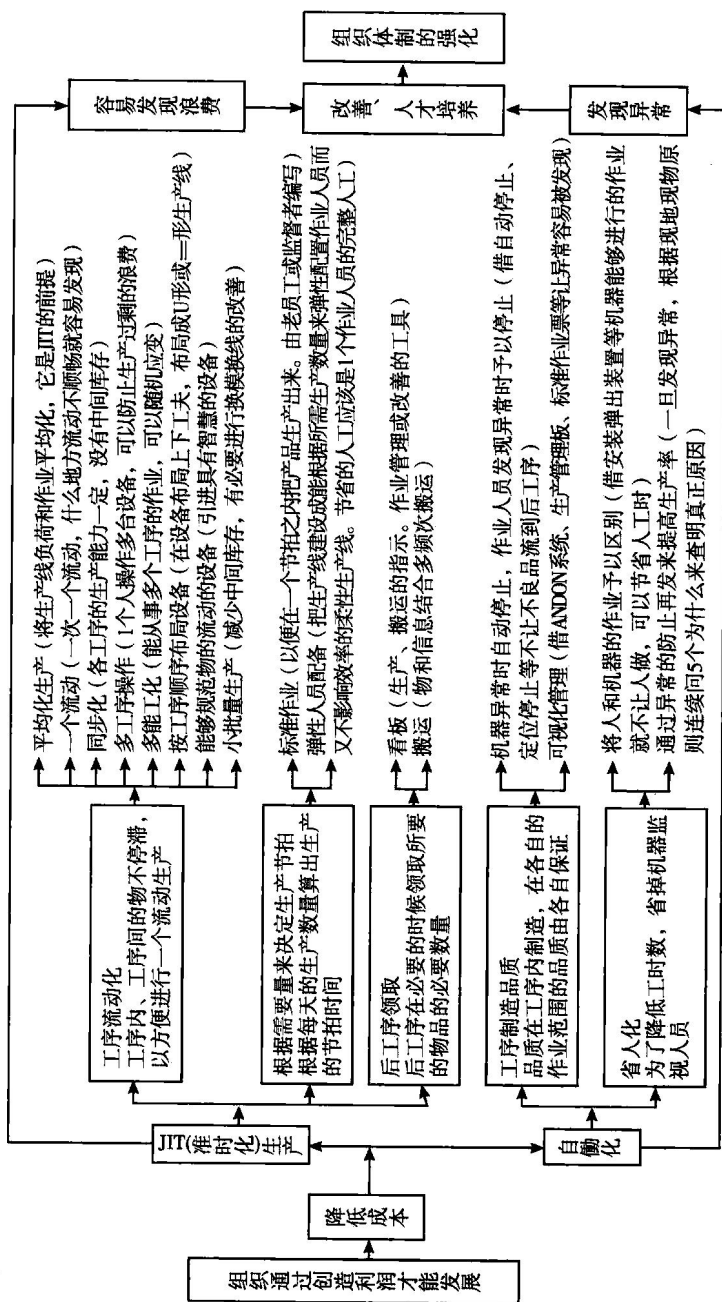 组织通过创造利润才能发展
降低成本
JIT(准时化)生产
自働化
工序流动化
工序内、工序间的物不停滞，
以方便进行一个流动生产
根据需要量来决定生产节拍
根据每天的生产数量算出生产
的节拍时间
后工序领取
后工序在必要的时候领取所要
的物品的必要数量
工序制造品质
品质在工序内制造，在各自的
作业范围的品质由各自保证
省人化
为了降低工时数，省掉机器监
视人员
平均化生产（将生产线负荷和作业平均化，它是JIT的前提）
一个流动（一次一个流动，什么地方流动不顺畅就容易发现）
同步化（各工序的生产能力一定，没有中间库存）
多工序操作（1个人操作多台设备，可以防止生产过剩的浪费）
多能工化（能从事多个工序的作业，可以随机应变）
按工序顺序布局设备（在设备布局上下工夫，布局成U形或二形生产线）
能够规范物的流动的设备（引进具有智慧的设备）
小批量生产（减少中间库存，有必要进行换模换线的改善）
标准作业（以便在一个节拍之内把产品生产出来。由老员工或监督者编写）
弹性人员配备（把生产线建设成能根据所需生产数量来弹性配置作业人员而
又不影响效率的柔性生产线。节省的人工应该是1个作业人员的完整人工）
看板（生产、搬运的指示。作业管理或改善的工具）
搬运（物和信息结合多频次搬运）
机器异常时自动停止，作业人员发现异常时予以停止（借自动停止、
定位停止等不让不良品流到后工序）
可视化管理（借ANDON系统、生产管理板、标准作业票等让异常容易被发现）
将人和机器的作业予以区别（借安装弹出装置等机器能够进行的作业
就不让人做，可以节省人工时
通过异常的防止再发来提高生产率（一旦发现异常，根据现地现物原
则连续问5个为什么来查明真正原因）
容易发现浪费
改善、人才培养
发现异常
组织体制的强化